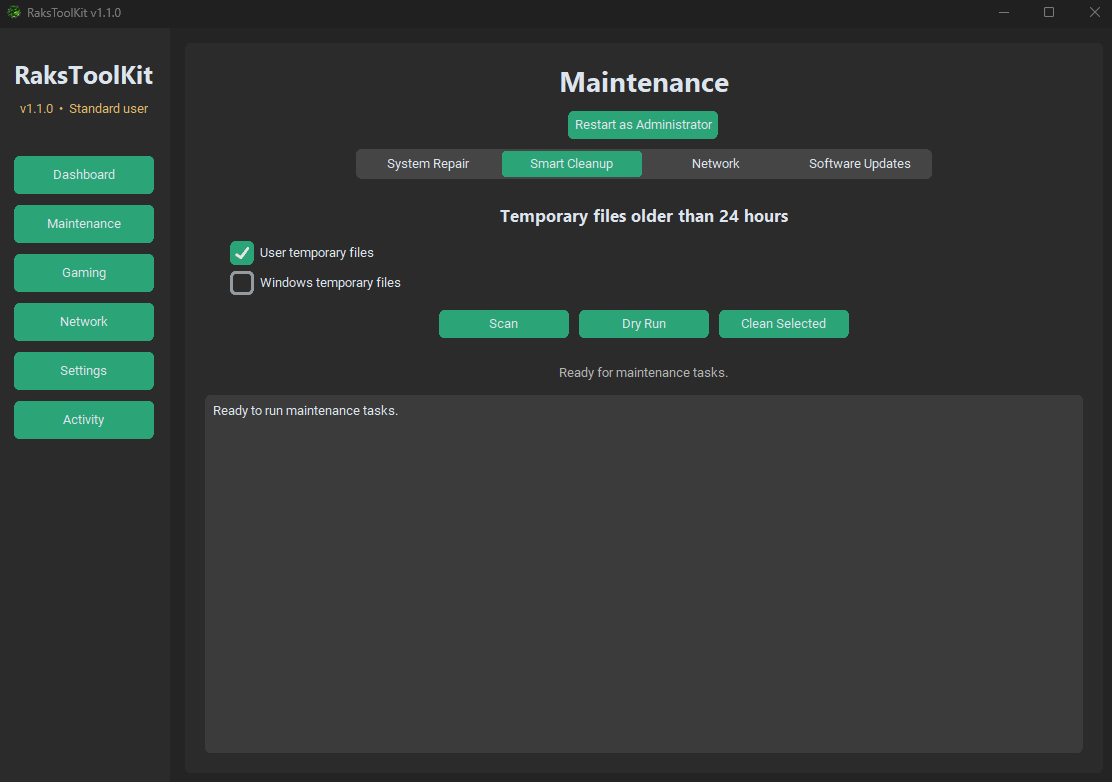 RaksToolKit v1.1.0
RaksToolKit
v1.1.0 • Standard user
Dashboard
Maintenance
Gaming
Network
Settings
Activity
Maintenance
Restart as Administrator
System Repair Smart Cleanup Network Software Updates
Temporary files older than 24 hours
User temporary files
Windows temporary files
Scan Dry Run Clean Selected
Ready for maintenance tasks.
Ready to run maintenance tasks.